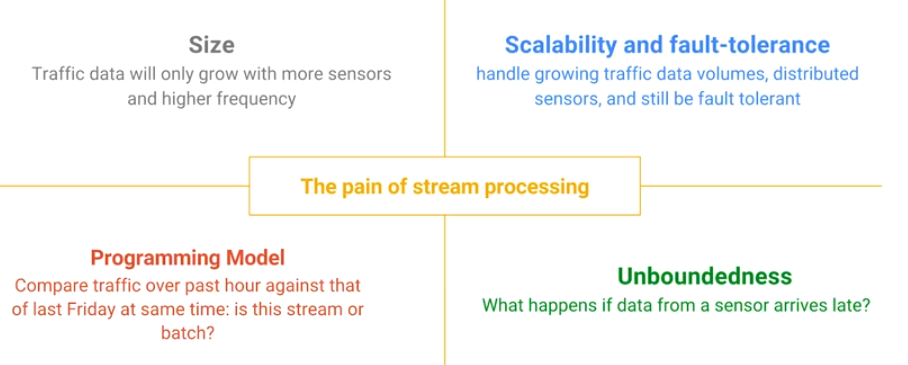 Size
Traffic data will only grow with more sensors
and higher frequency
Scalability and fault-tolerance
handle growing traffic data volumes, distributed
sensors, and still be fault tolerant
The pain of stream processing
Programming Model
Compare traffic over past hour against that
of last Friday at same time: is this stream or
batch?
Unboundedness
What happens if data from a sensor arrives late?